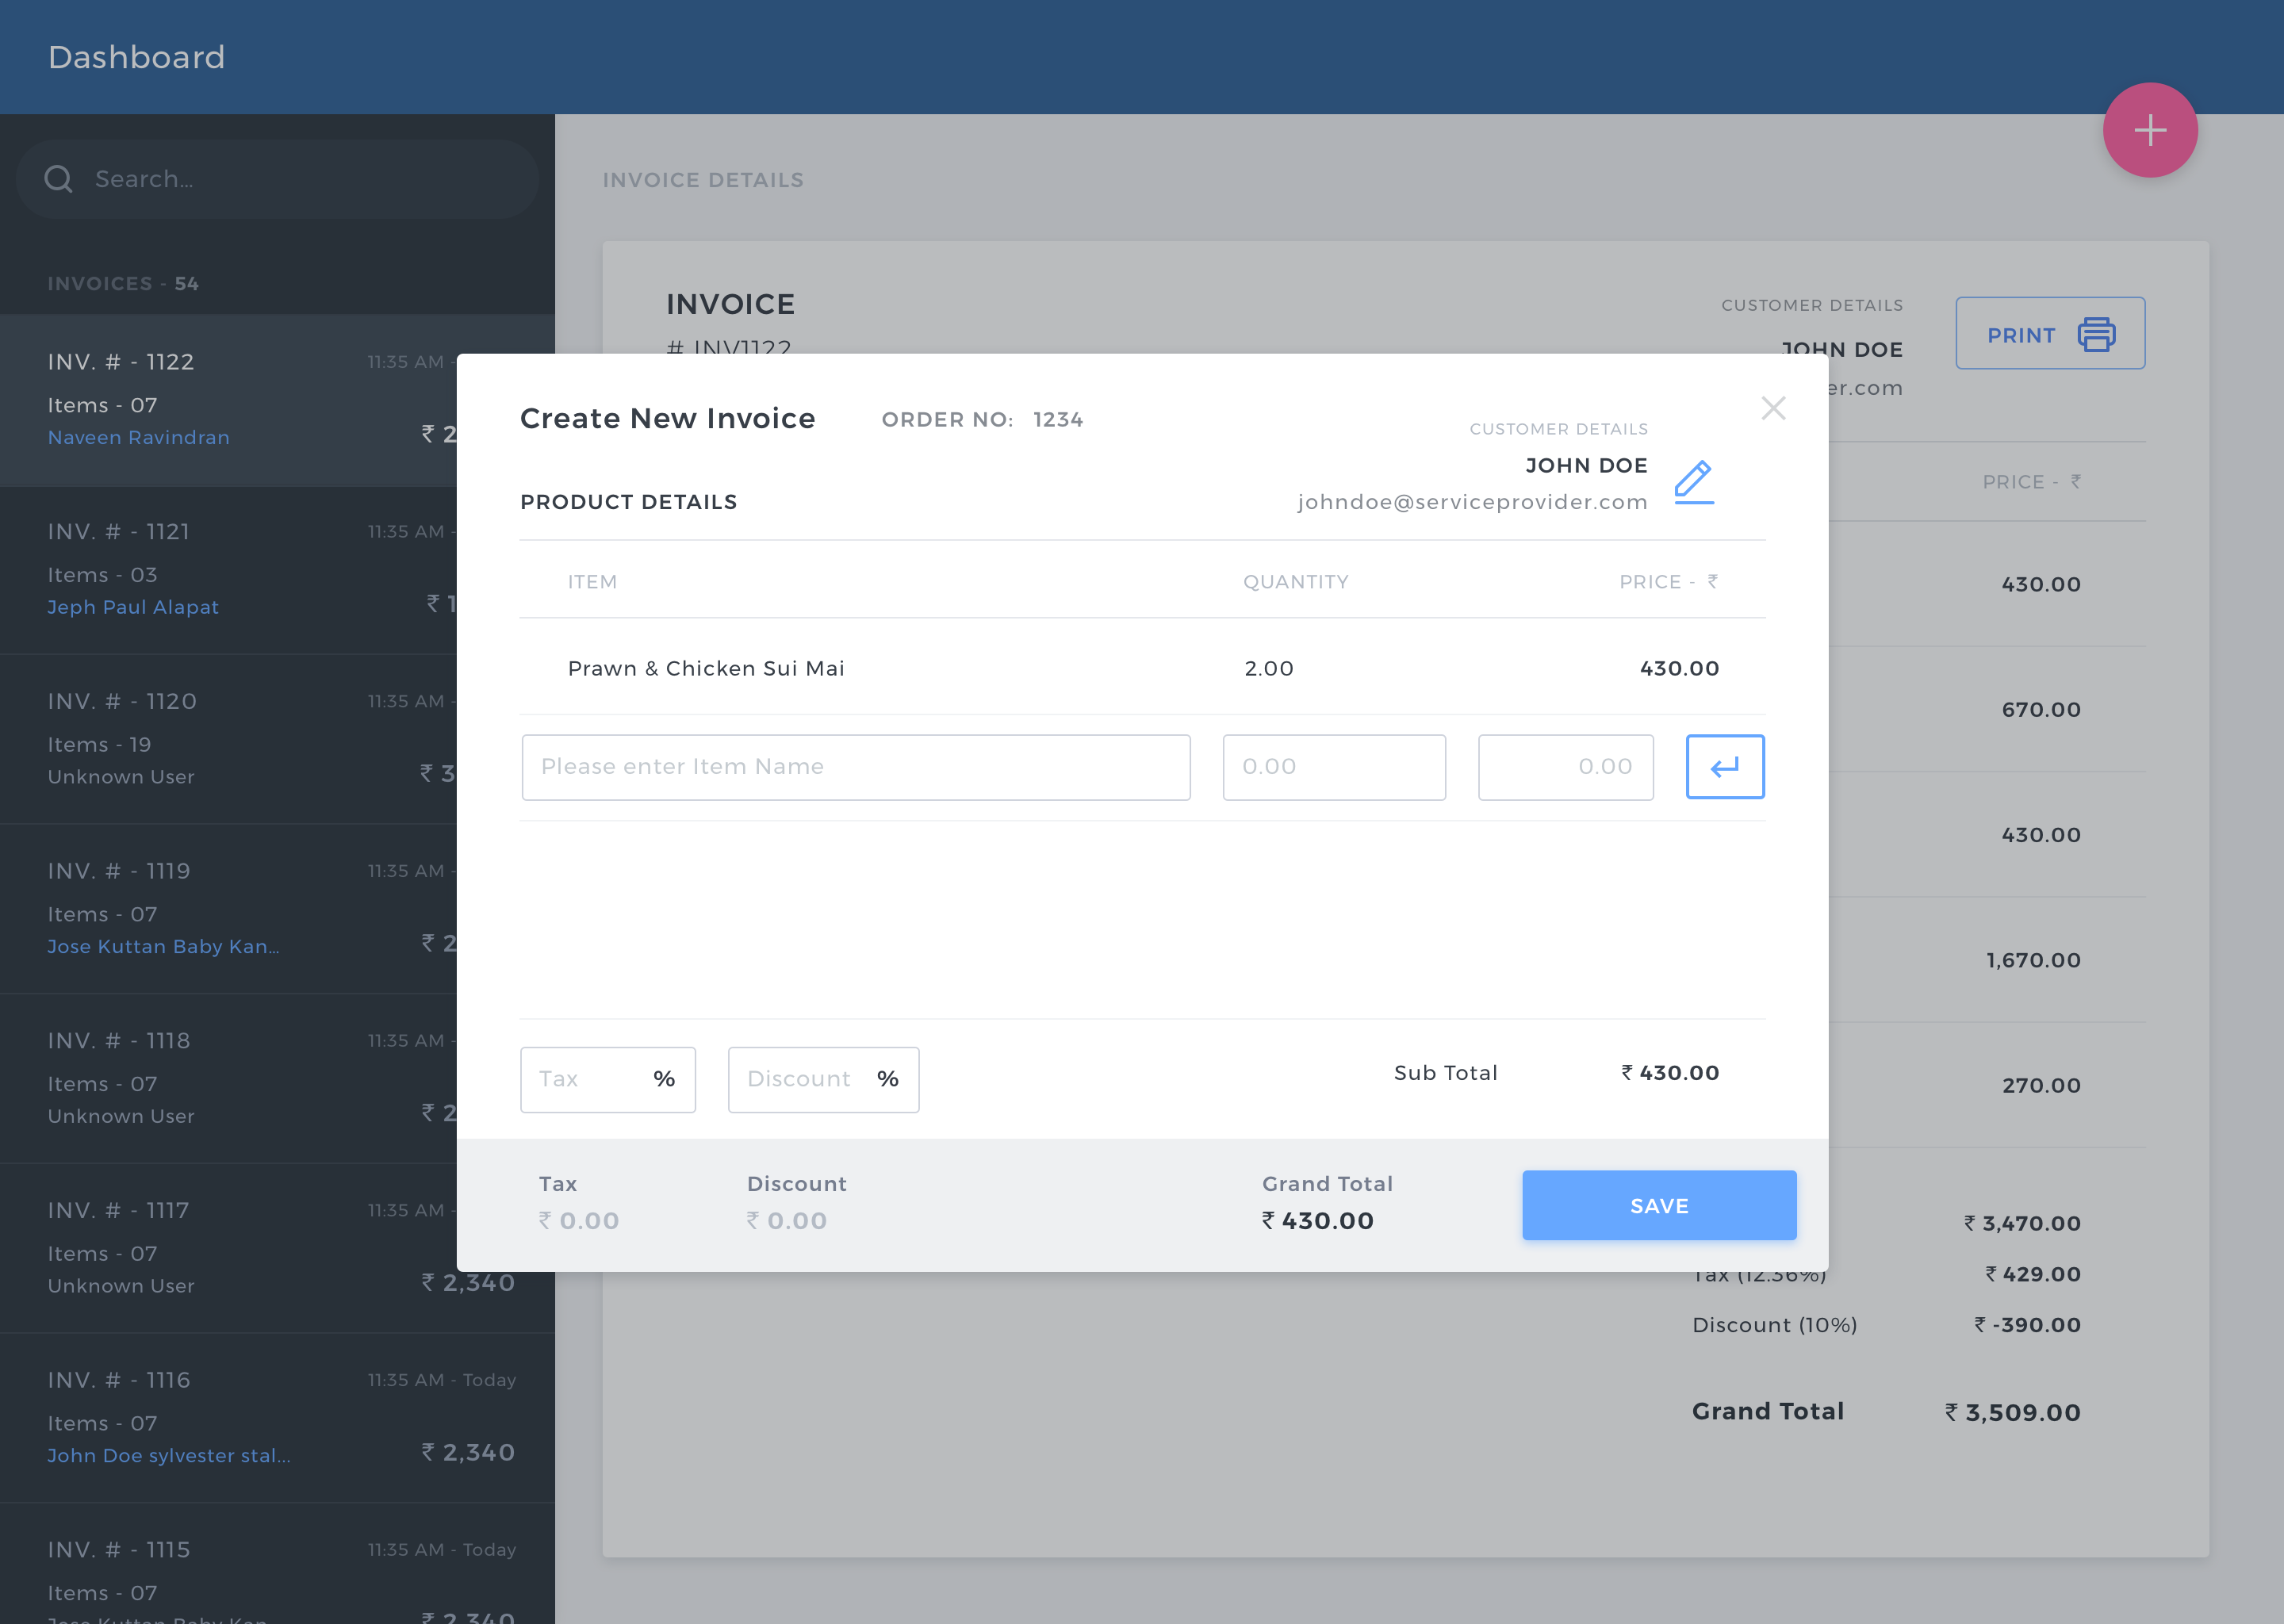 Dashboard
Search...
INVOICES - 54
INV. # - 1122 11:35 AM -
Items - 07
Naveen Ravindran ₹ 2
INV. # - 1121 11:35 AM -
Items - 03
Jeph Paul Alapat ₹ 1
INV. # - 1120 11:35 AM -
Items - 19
Unknown User ₹ 3
INV. # - 1119 11:35 AM -
Items - 07
Jose Kuttan Baby Kan... ₹ 2
INV. # - 1118 11:35 AM -
Items - 07
Unknown User ₹ 2
INV. # - 1117 11:35 AM -
Items - 07
Unknown User ₹ 2,340
INV. # - 1116 11:35 AM - Today
Items - 07
John Doe sylvester stal... ₹ 2,340
INV. # - 1115 11:35 AM - Today
Items - 07
Jose Kuttan Baby Kan ₹ 2,340
INVOICE DETAILS
INVOICE
# INV1122
CUSTOMER DETAILS
JOHN DOE
er.com
PRINT
PRICE - ₹
430.00
670.00
430.00
1,670.00
270.00
₹ 3,470.00
Tax (12.36%) ₹ 429.00
Discount (10%) ₹ -390.00
Grand Total ₹ 3,509.00
Create New Invoice ORDER NO: 1234
CUSTOMER DETAILS
JOHN DOE
johndoe@serviceprovider.com
PRODUCT DETAILS
ITEM QUANTITY PRICE - ₹
Prawn & Chicken Sui Mai 2.00 430.00
Please enter Item Name 0.00 0.00
Tax % Discount %
Sub Total ₹ 430.00
Tax Discount Grand Total
₹ 0.00 ₹ 0.00 ₹ 430.00
SAVE